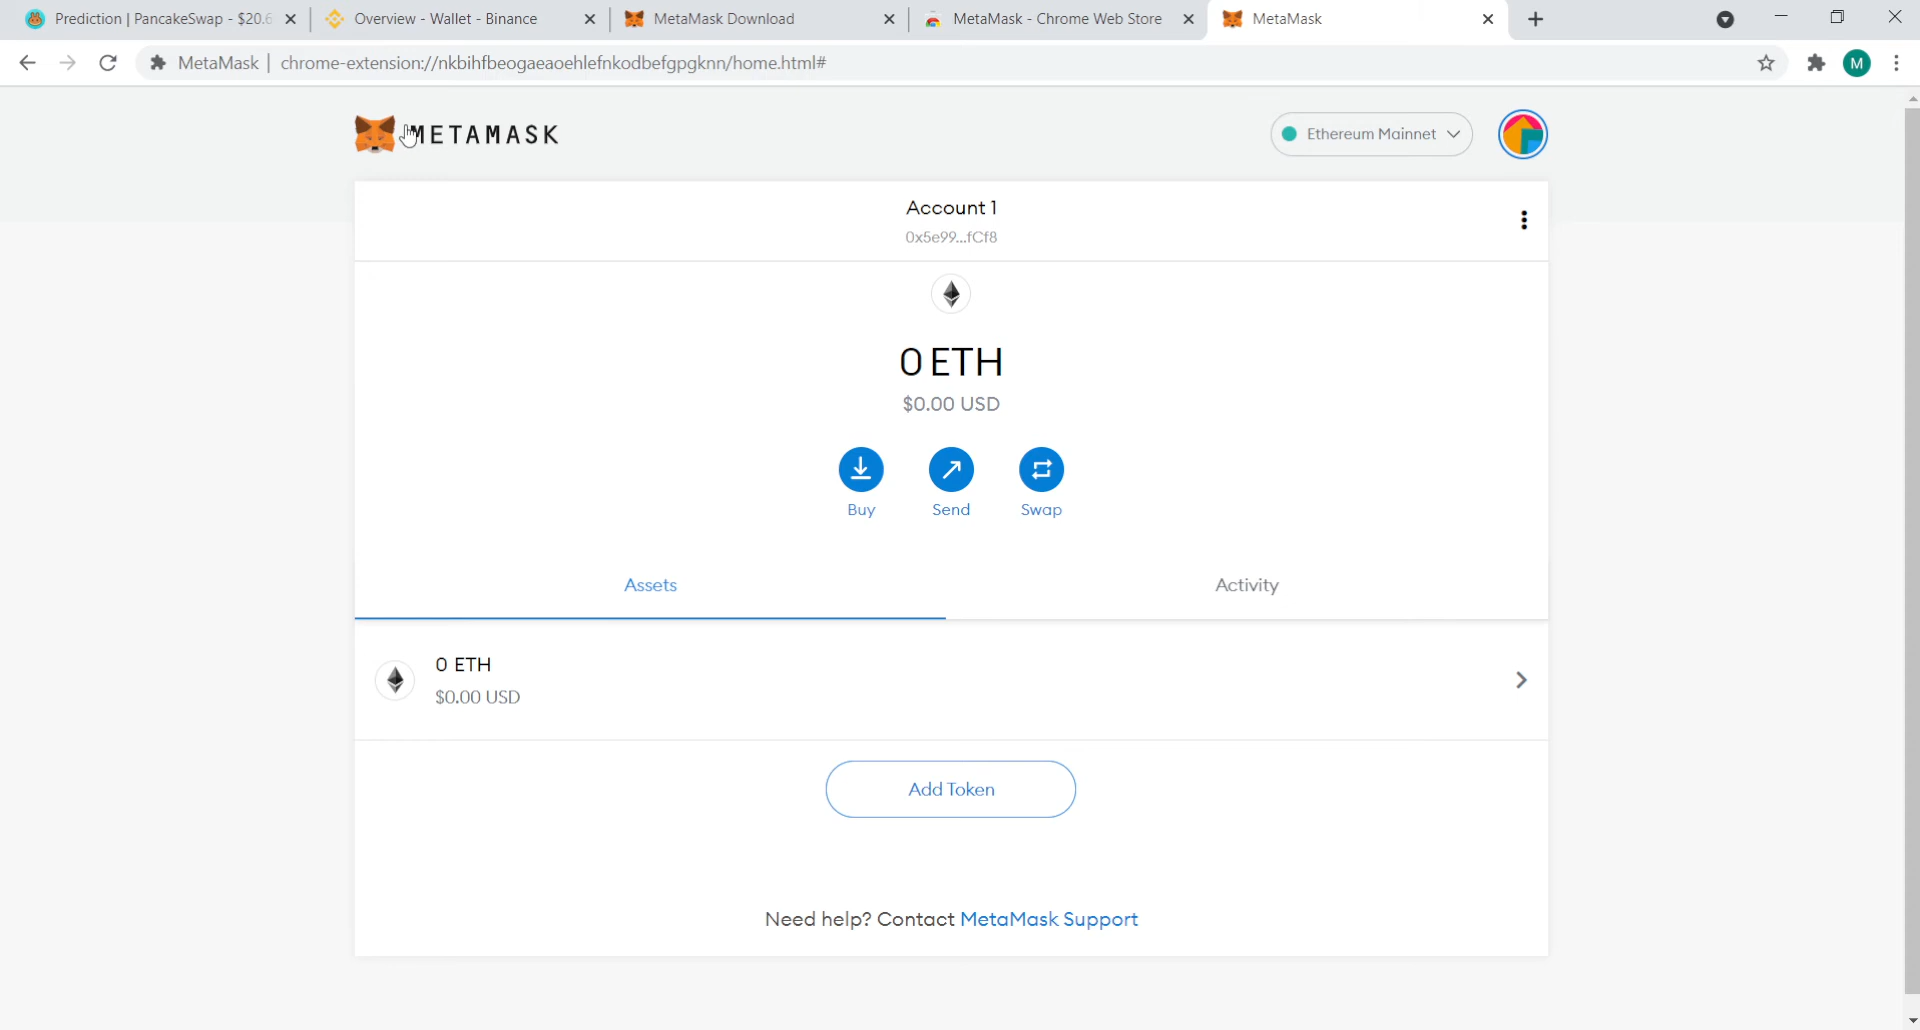 Prediction | PancakeSwap - $20.6
Overview - Wallet - Binance
MetaMask Download
MetaMask - Chrome Web Store
MetaMask
MetaMask | chrome-extension://nkbihfbeogaeaoehlefnkodbefgpgknn/home.html#
M
METAMASK
Ethereum Mainnet
Account 1
0x5e99...fCf8
0 ETH
$0.00 USD
Buy
Send
Swap
Assets
Activity
0 ETH
$0.00 USD
Add Token
Need help? Contact MetaMask Support